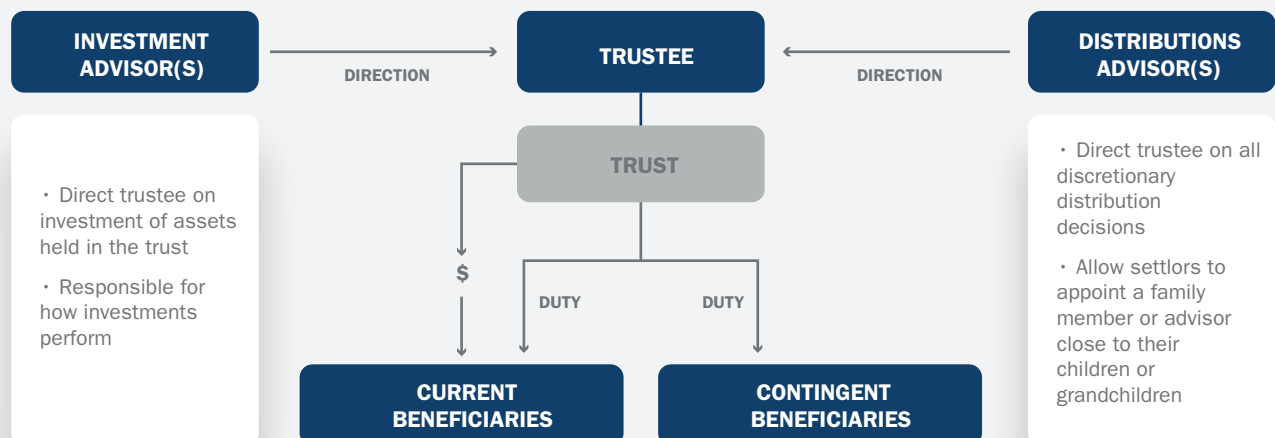 INVESTMENT
ADVISOR(S)
DIRECTION
TRUSTEE
DIRECTION
DISTRIBUTIONS
ADVISOR(S)
· Direct trustee on
investment of assets
held in the trust
· Responsible for
how investments
perform
TRUST
$
DUTY
DUTY
CURRENT
BENEFICIARIES
CONTINGENT
BENEFICIARIES
· Direct trustee on all
discretionary
distribution
decisions
· Allow settlors to
appoint a family
member or advisor
close to their
children or
grandchildren